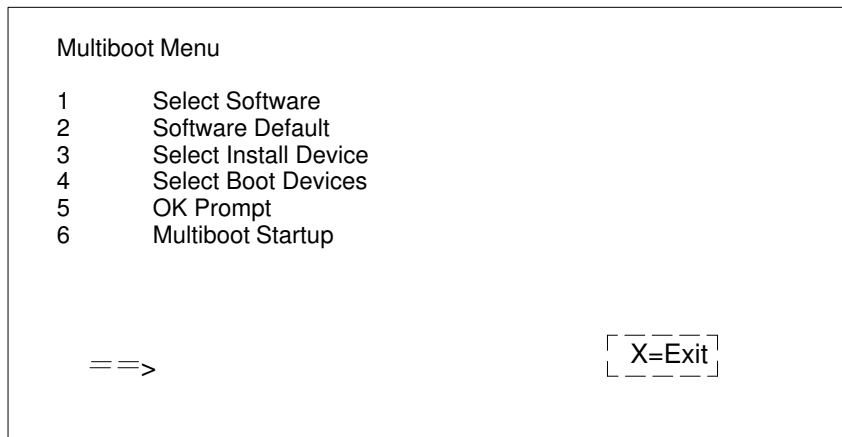 Multiboot Menu
1 Select Software
2 Software Default
3 Select Install Device
4 Select Boot Devices
5 OK Prompt
6 Multiboot Startup
==>
X=Exit